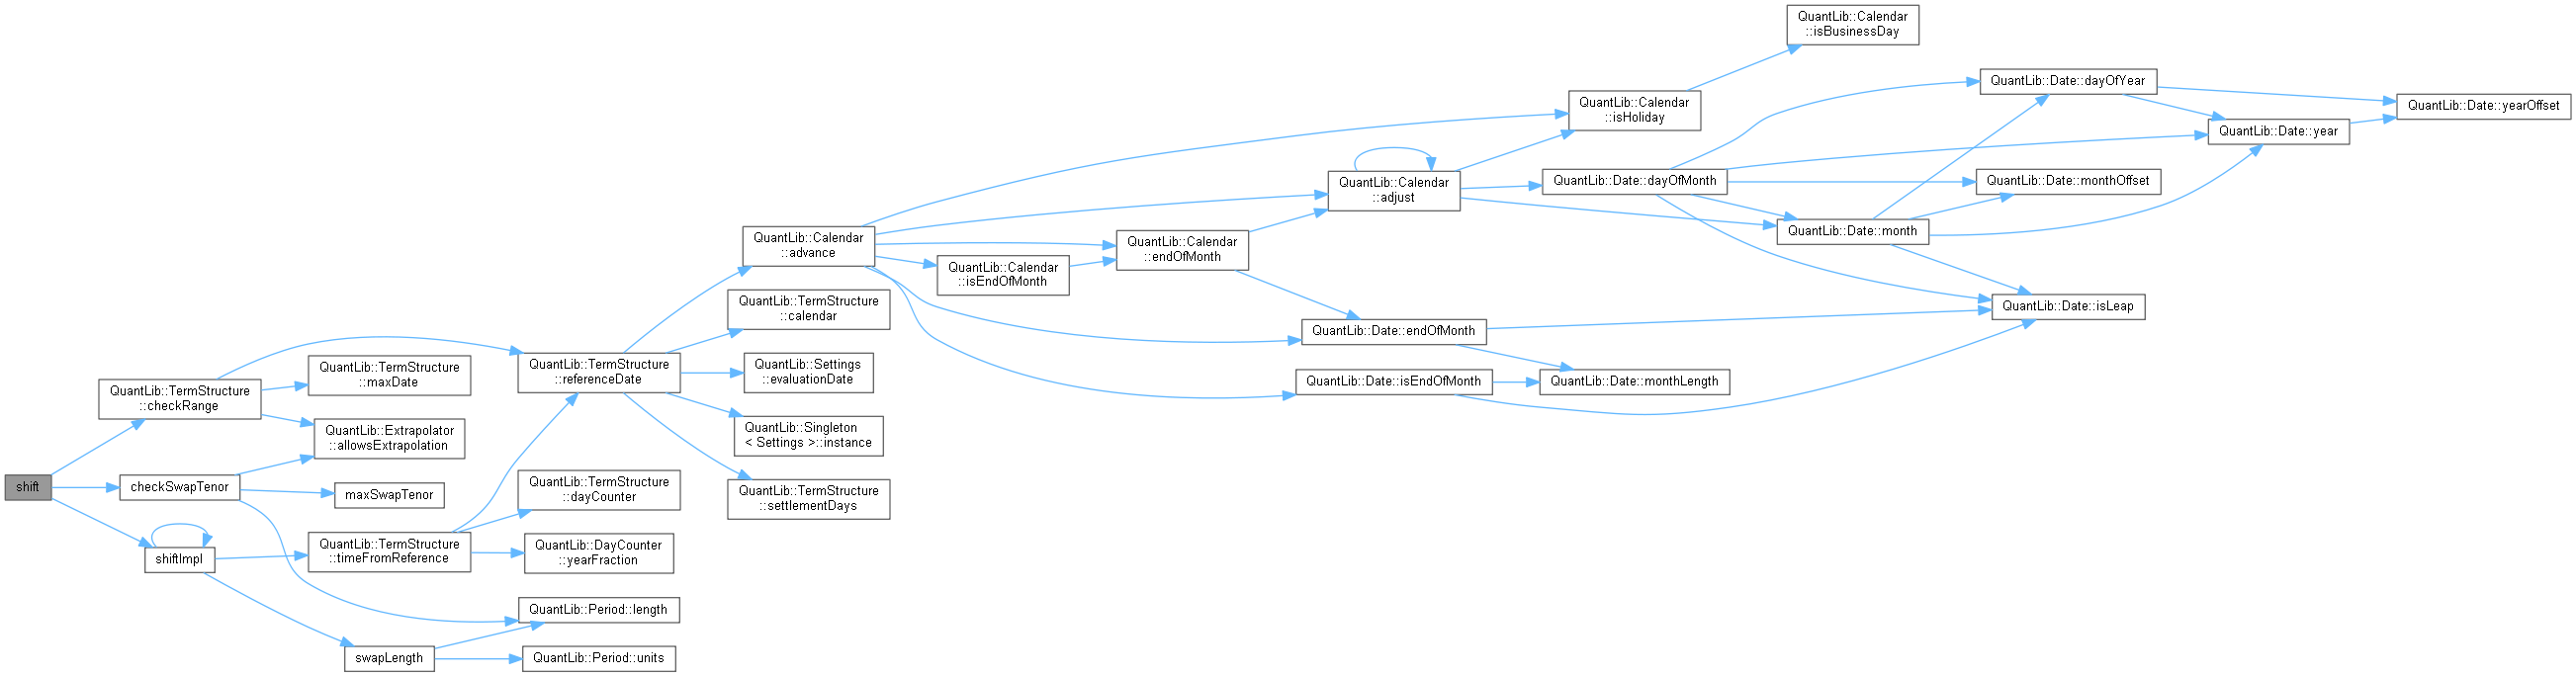 shift
QuantLib::TermStructure
::checkRange
checkSwapTenor
shiftImpl
QuantLib::TermStructure
::maxDate
QuantLib::Extrapolator
::allowsExtrapolation
maxSwapTenor
QuantLib::TermStructure
::timeFromReference
swapLength
QuantLib::TermStructure
::referenceDate
QuantLib::TermStructure
::dayCounter
QuantLib::DayCounter
::yearFraction
QuantLib::Period::length
QuantLib::Period::units
QuantLib::Calendar
::advance
QuantLib::TermStructure
::calendar
QuantLib::Settings
::evaluationDate
QuantLib::Singleton
< Settings >::instance
QuantLib::TermStructure
::settlementDays
QuantLib::Calendar
::isEndOfMonth
QuantLib::Calendar
::endOfMonth
QuantLib::Calendar
::adjust
QuantLib::Date::endOfMonth
QuantLib::Date::isEndOfMonth
QuantLib::Calendar
::isHoliday
QuantLib::Date::dayOfMonth
QuantLib::Date::monthLength
QuantLib::Calendar
::isBusinessDay
QuantLib::Date::month
QuantLib::Date::dayOfYear
QuantLib::Date::monthOffset
QuantLib::Date::isLeap
QuantLib::Date::year
QuantLib::Date::yearOffset